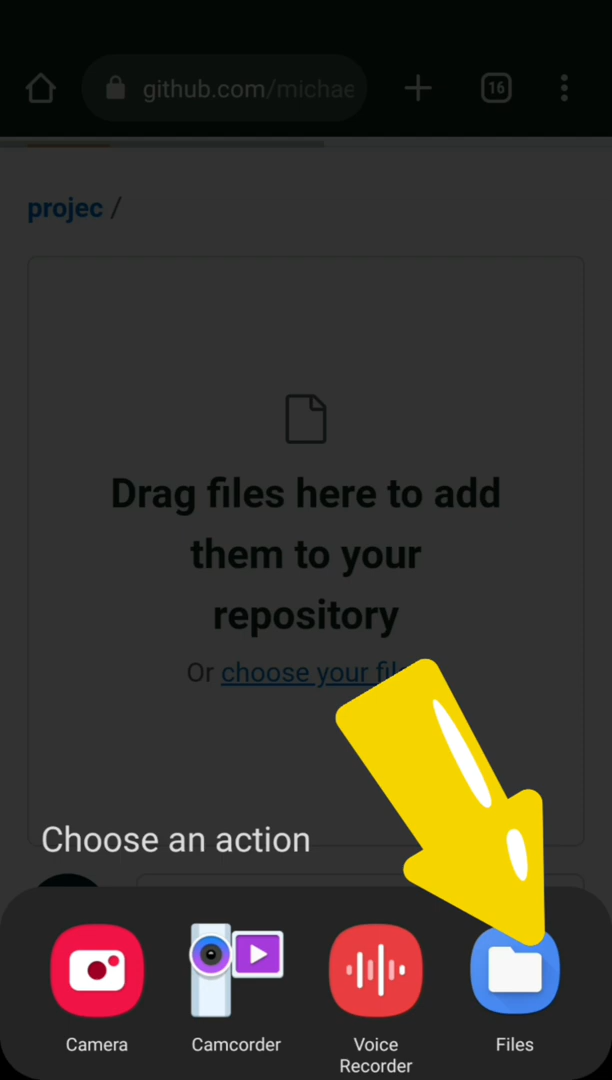 16
github.com/michae
projec /
Drag files here to add
them to your
repository
Or choose your
Choose an action
Camera
Camcorder
Voice
Recorder
Files